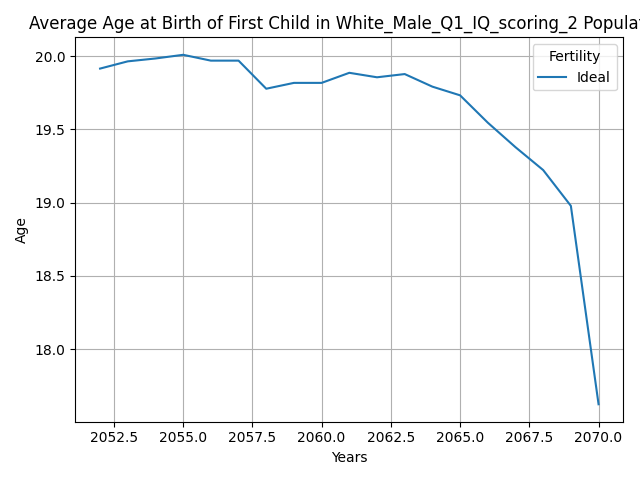 Average Age at Birth of First Child in White_Male_Q1_IQ_scoring_2 Populat
Fertility
Ideal
20.0
19.5
19.0
18.5
18.0
Age
2052.5 2055.0 2057.5 2060.0 2062.5 2065.0 2067.5 2070.0
Years